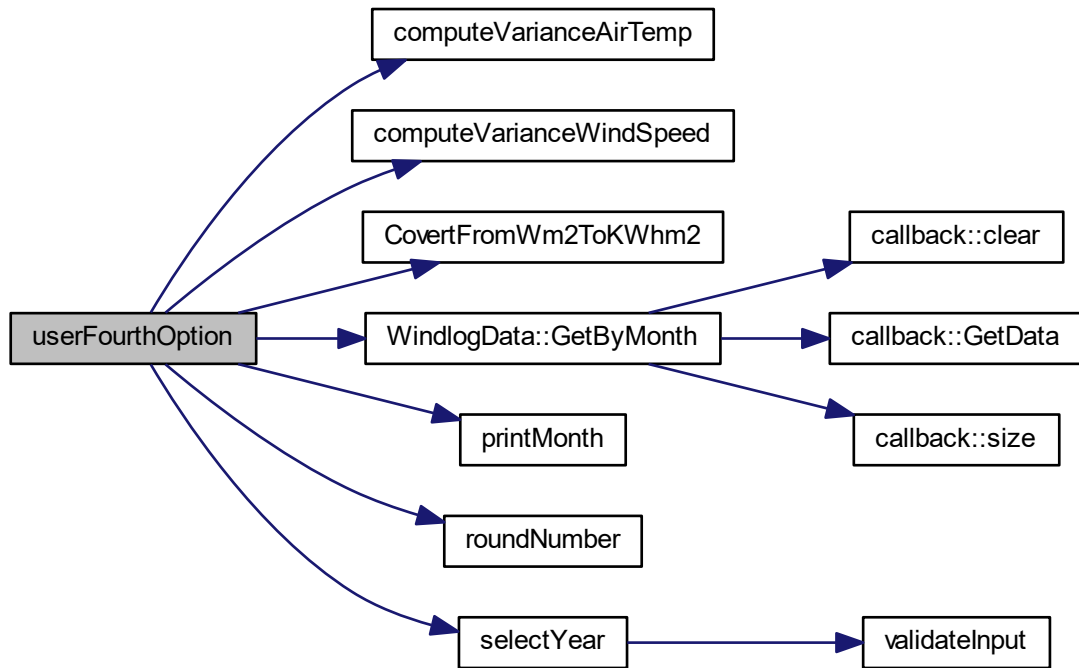 computeVarianceAirTemp
computeVarianceWindSpeed
CovertFromWm2ToKWhm2
callback::clear
userFourthOption
WindlogData::GetByMonth
callback::GetData
printMonth
callback::size
roundNumber
selectYear
validateInput